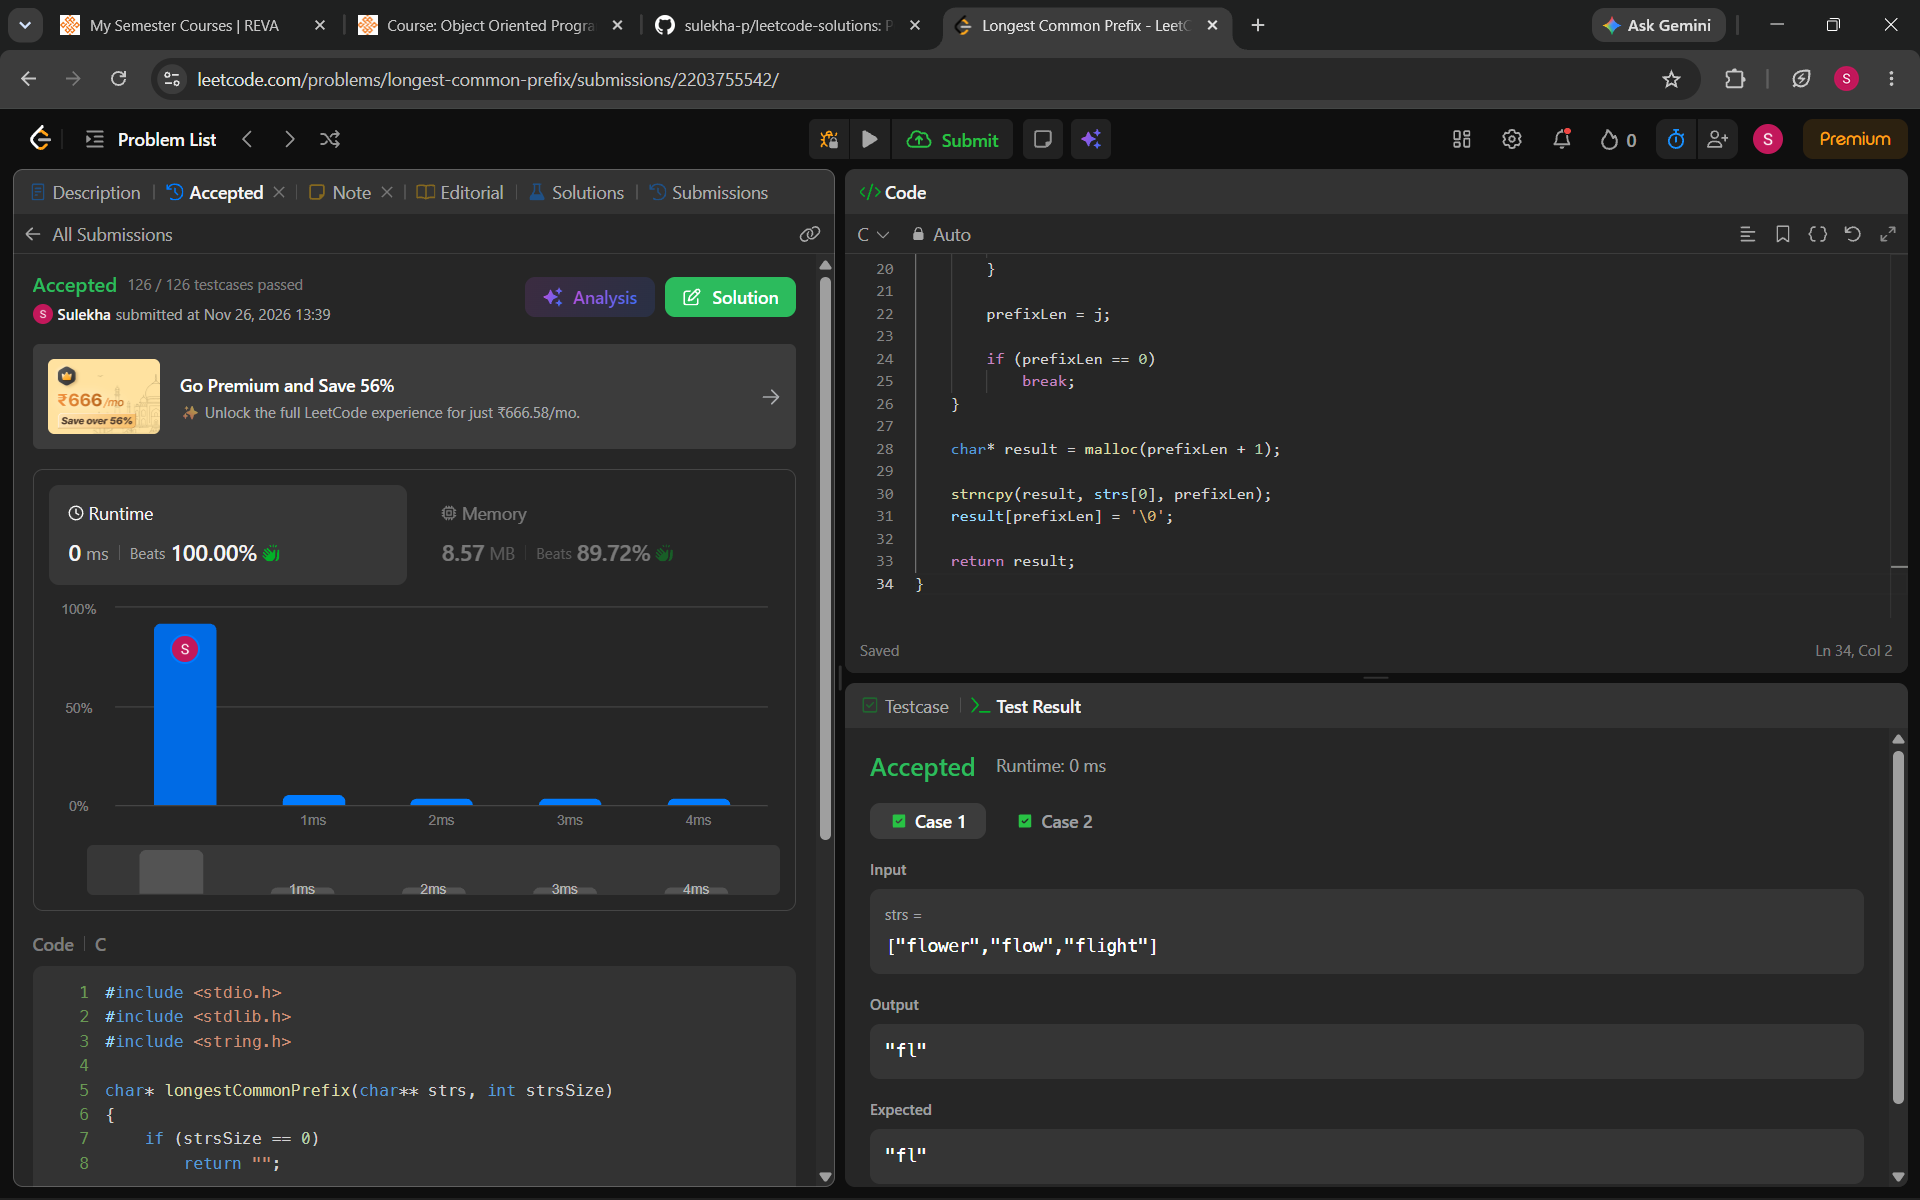 My Semester Courses | REVA
Course: Object Oriented Progra
sulekha-p/leetcode-solutions: P
Longest Common Prefix - LeetC
Ask Gemini
leetcode.com/problems/longest-common-prefix/submissions/2203755542/
S
Problem List
Submit
0
S
Premium
Description
Accepted
Note
Editorial
Solutions
Submissions
All Submissions
Accepted 126 / 126 testcases passed
S Sulekha submitted at Nov 26, 2026 13:39
Analysis
Solution
₹666 /mo
Save over 56%
Go Premium and Save 56%
Unlock the full LeetCode experience for just ₹666.58/mo.
Runtime
0 ms Beats 100.00%
Memory
8.57 MB Beats 89.72%
100%
50%
0%
S
1ms 2ms 3ms 4ms
1ms 2ms 3ms 4ms
Code C
1 #include <stdio.h>
2 #include <stdlib.h>
3 #include <string.h>
4
5 char* longestCommonPrefix(char** strs, int strsSize)
6 {
7 if (strsSize == 0)
8 return "";
</> Code
C Auto
20 }
21
22 prefixLen = j;
23
24 if (prefixLen == 0)
25 break;
26 }
27
28 char* result = malloc(prefixLen + 1);
29
30 strncpy(result, strs[0], prefixLen);
31 result[prefixLen] = '\0';
32
33 return result;
34 }
Saved
Ln 34, Col 2
Testcase
Test Result
Accepted Runtime: 0 ms
Case 1
Case 2
Input
strs =
["flower","flow","flight"]
Output
"fl"
Expected
"fl"